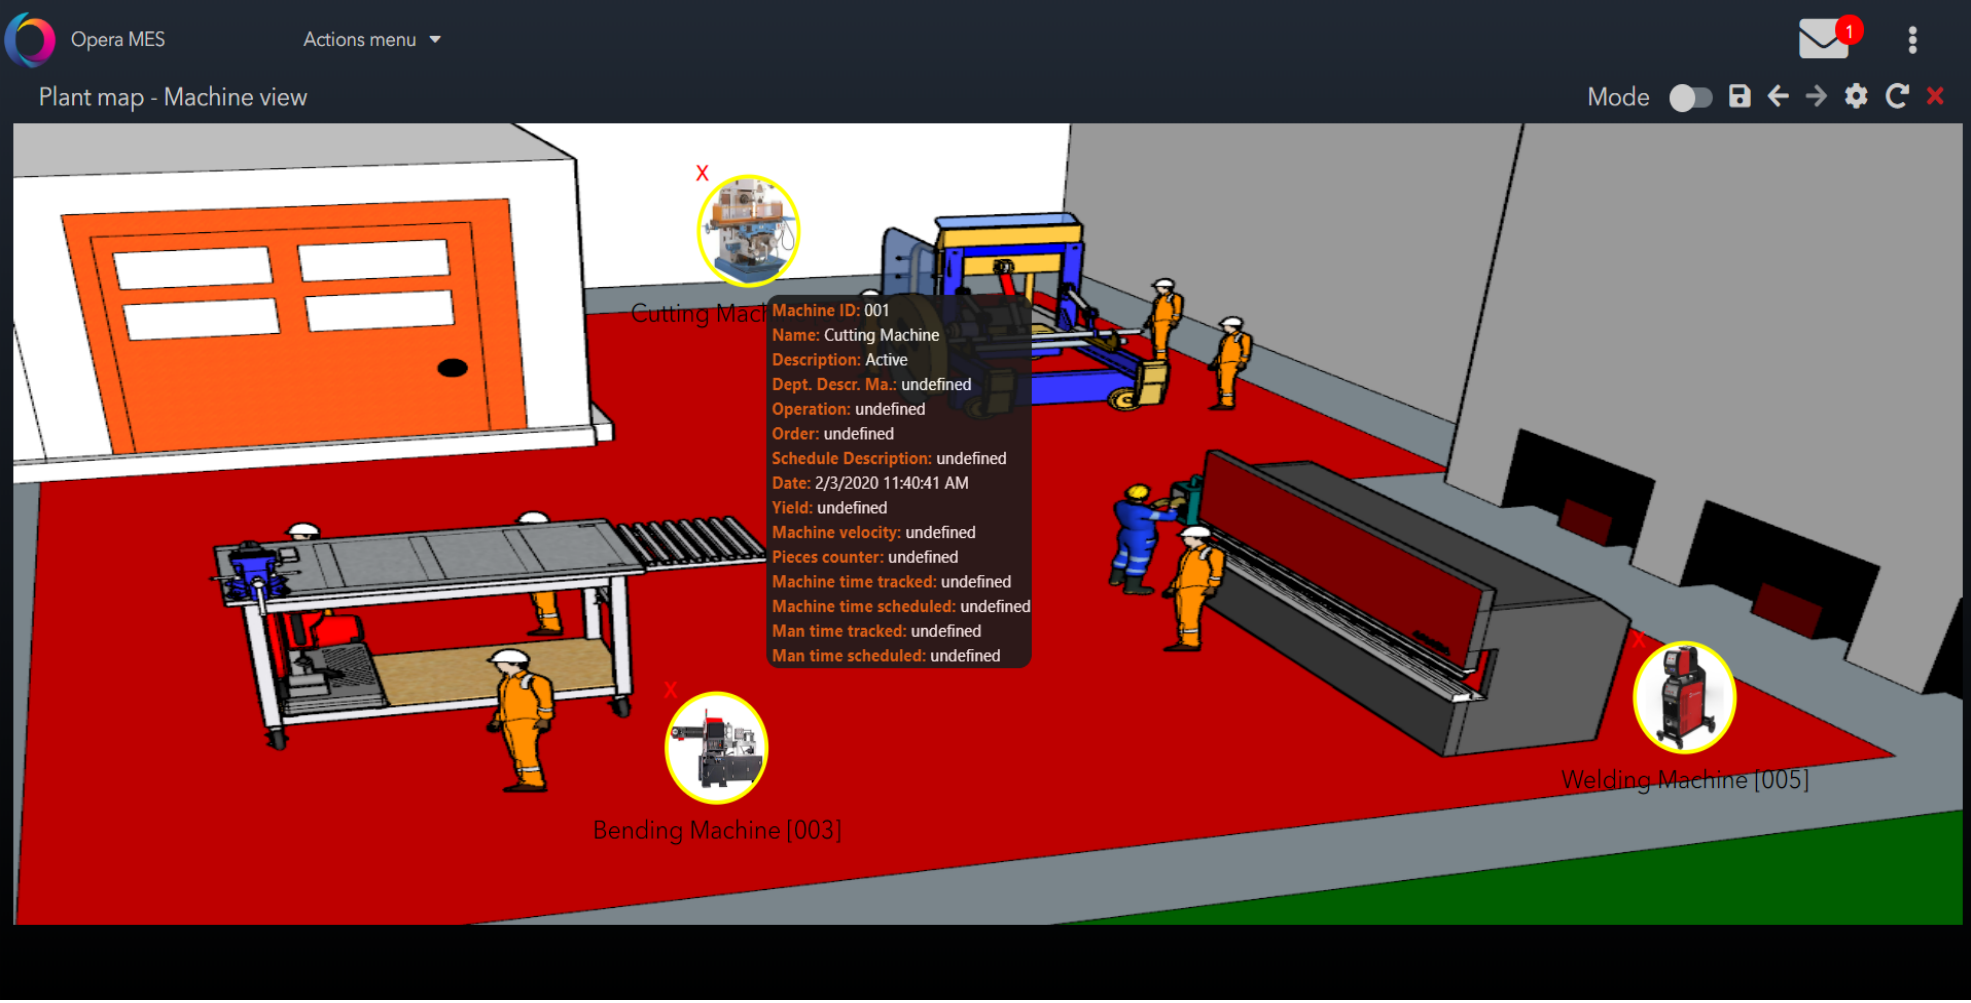 Opera MES
Actions menu
1
Plant map - Machine view
Mode
X
Cutting Mach
Machine ID: 001
Name: Cutting Machine
Description: Active
Dept. Descr. Ma.: undefined
Operation: undefined
Order: undefined
Schedule Description: undefined
Date: 2/3/2020 11:40:41 AM
Yield: undefined
Machine velocity: undefined
Pieces counter: undefined
Machine time tracked: undefined
Machine time scheduled: undefined
Man time tracked: undefined
Man time scheduled: undefined
X
Welding Machine [005]
X
Bending Machine [003]